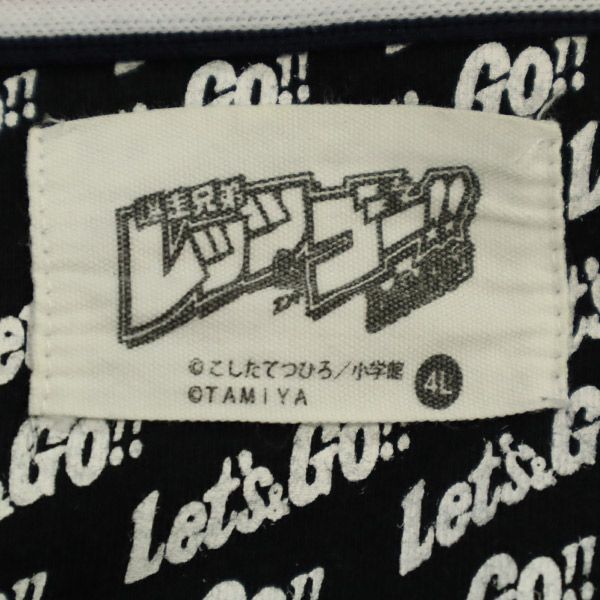 Go!!
Let's & Go!!
爆走兄弟
レッツ
&
ゴー!!
©こしたてつひろ/小学館
©TAMIYA
4L
Let's & Go!!
Let's & Go!!
Go!!